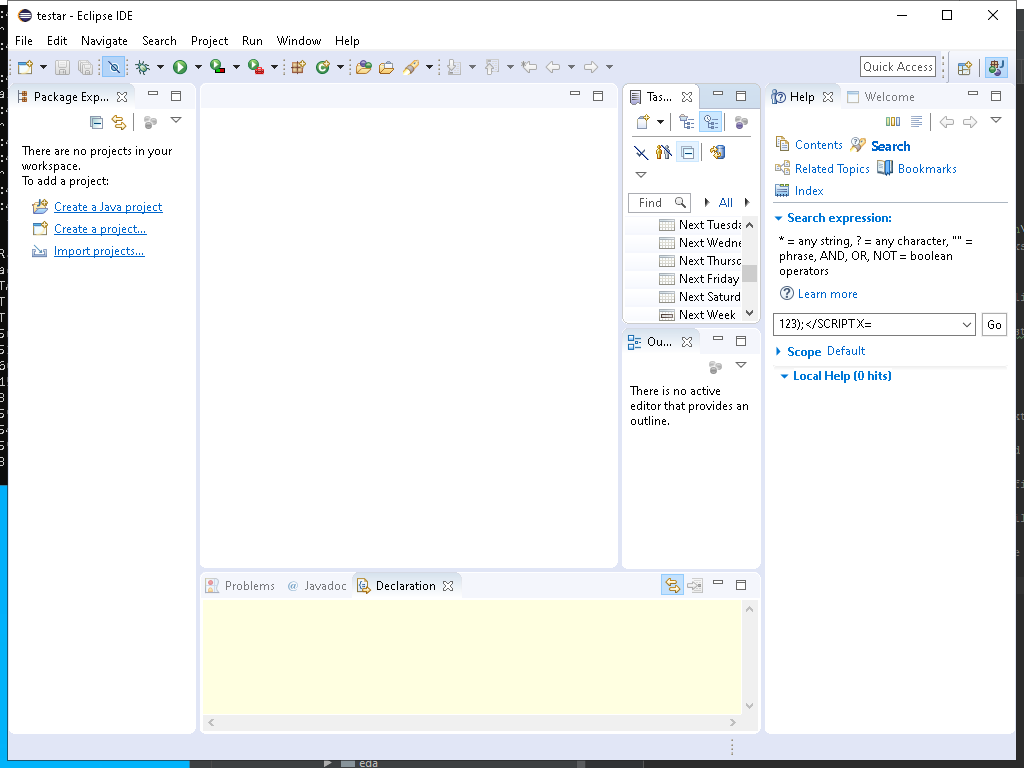 testar - Eclipse IDE
File Edit Navigate Search Project Run Window Help
Quick Access
Package Exp...
There are no projects in your
workspace.
To add a project:
Create a Java project
Create a project...
Import projects...
Tas...
Find
All
Next Tuesda
Next Wedne
Next Thursd
Next Friday
Next Saturd
Next Week
Ou...
There is no active
editor that provides an
outline.
Help Welcome
Contents Search
Related Topics Bookmarks
Index
Search expression:
* = any string, ? = any character, "" =
phrase, AND, OR, NOT = boolean
operators
Learn more
123);</SCRIPTX=
Go
Scope Default
Local Help (0 hits)
Problems @ Javadoc Declaration
eda